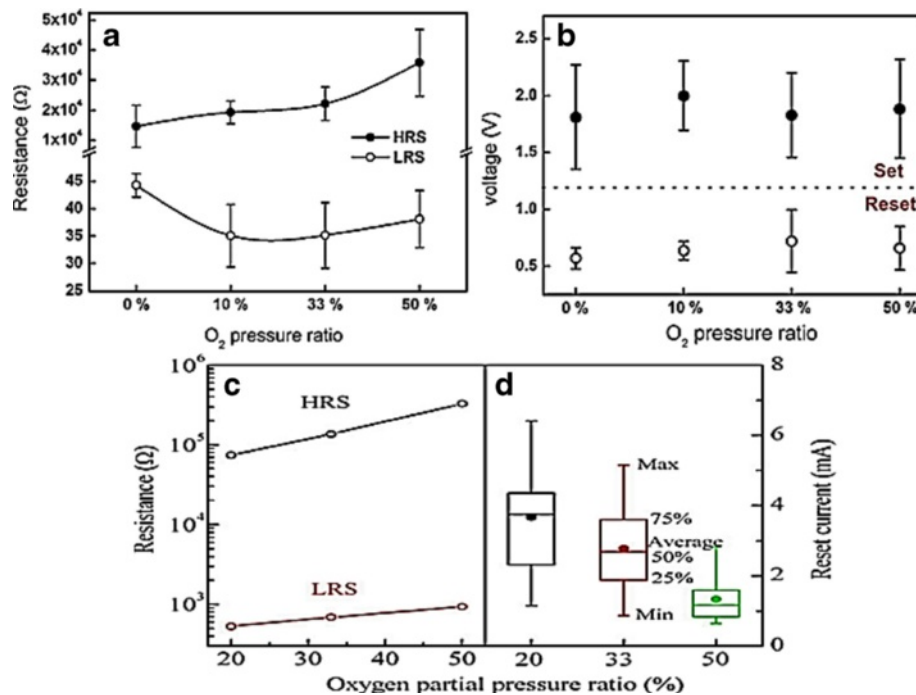 a
5x10⁴
4x10⁴
3x10⁴
2x10⁴
1x10⁴
45
40
35
30
25
Resistance (Ω)
HRS
LRS
0 %
10 %
33 %
50 %
O₂ pressure ratio
b
2.5
2.0
1.5
1.0
0.5
voltage (V)
Set
Reset
0 %
10 %
33 %
50 %
O₂ pressure ratio
c
10⁶
10⁵
10⁴
10³
Resistance (Ω)
HRS
LRS
20
30
40
50
d
8
6
4
2
0
Reset current (mA)
Max
75%
Average
50%
25%
Min
20
33
50
Oxygen partial pressure ratio (%)